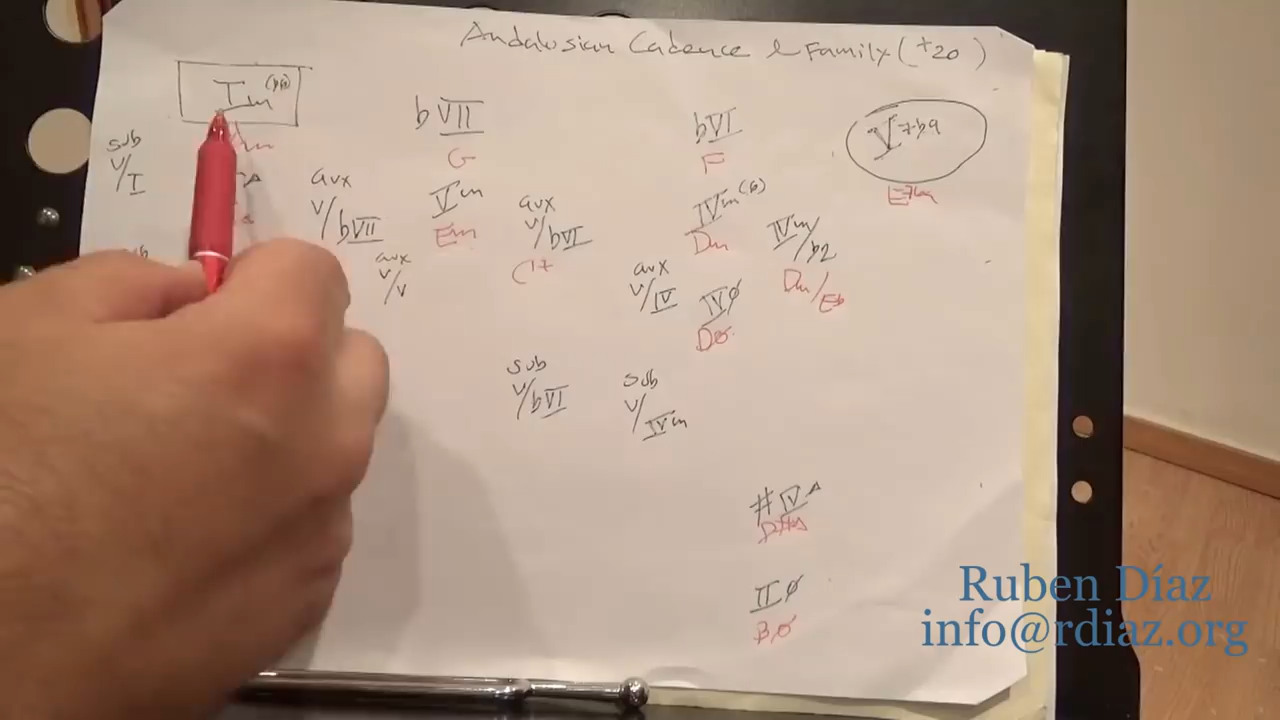 Andalusian Cadence & Family (+20)
Im
bVII
G
bVI
F
V7b9
sub
V/I
aux
V/bVII
Vm
Em
aux
V/bVI
C7
IVm(6)
Dm
IVm/b2
Dm/Eb
aux
V/V
aux
V/IV
IVø
Dø
sub
V/bVI
sub
V/IVm
#IV
IIø
Bø
Ruben Díaz
info@rdiaz.org